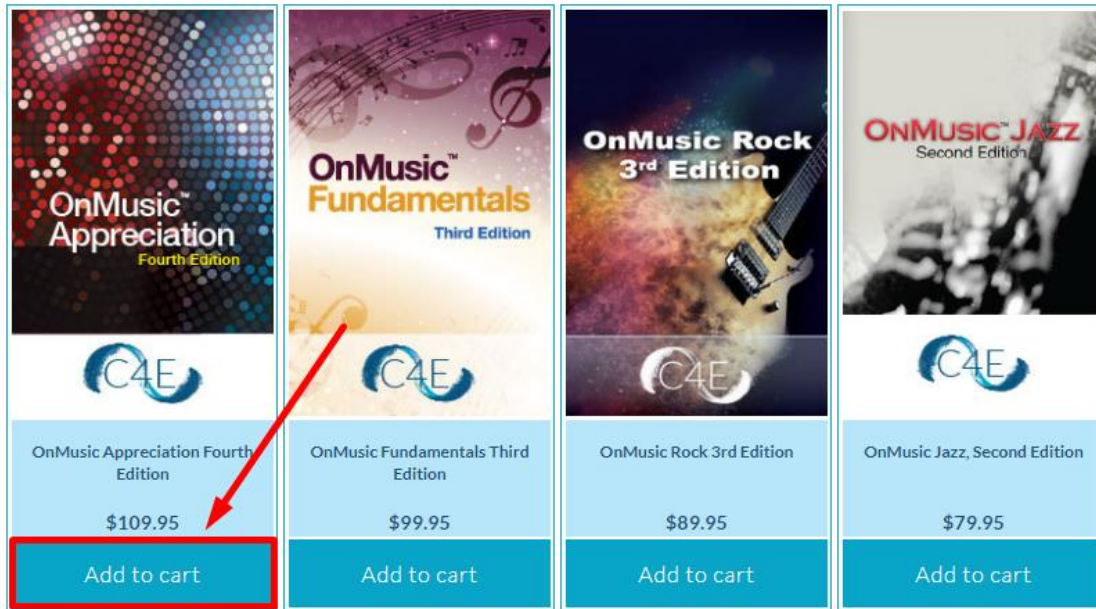 OnMusic™
Appreciation
Fourth Edition
C4E
OnMusic Appreciation Fourth
Edition
$109.95
Add to cart
OnMusic™
Fundamentals
Third Edition
C4E
OnMusic Fundamentals Third
Edition
$99.95
Add to cart
OnMusic Rock
3rd Edition
C4E
OnMusic Rock 3rd Edition
$89.95
Add to cart
ONMUSIC™ JAZZ
Second Edition
C4E
OnMusic Jazz, Second Edition
$79.95
Add to cart